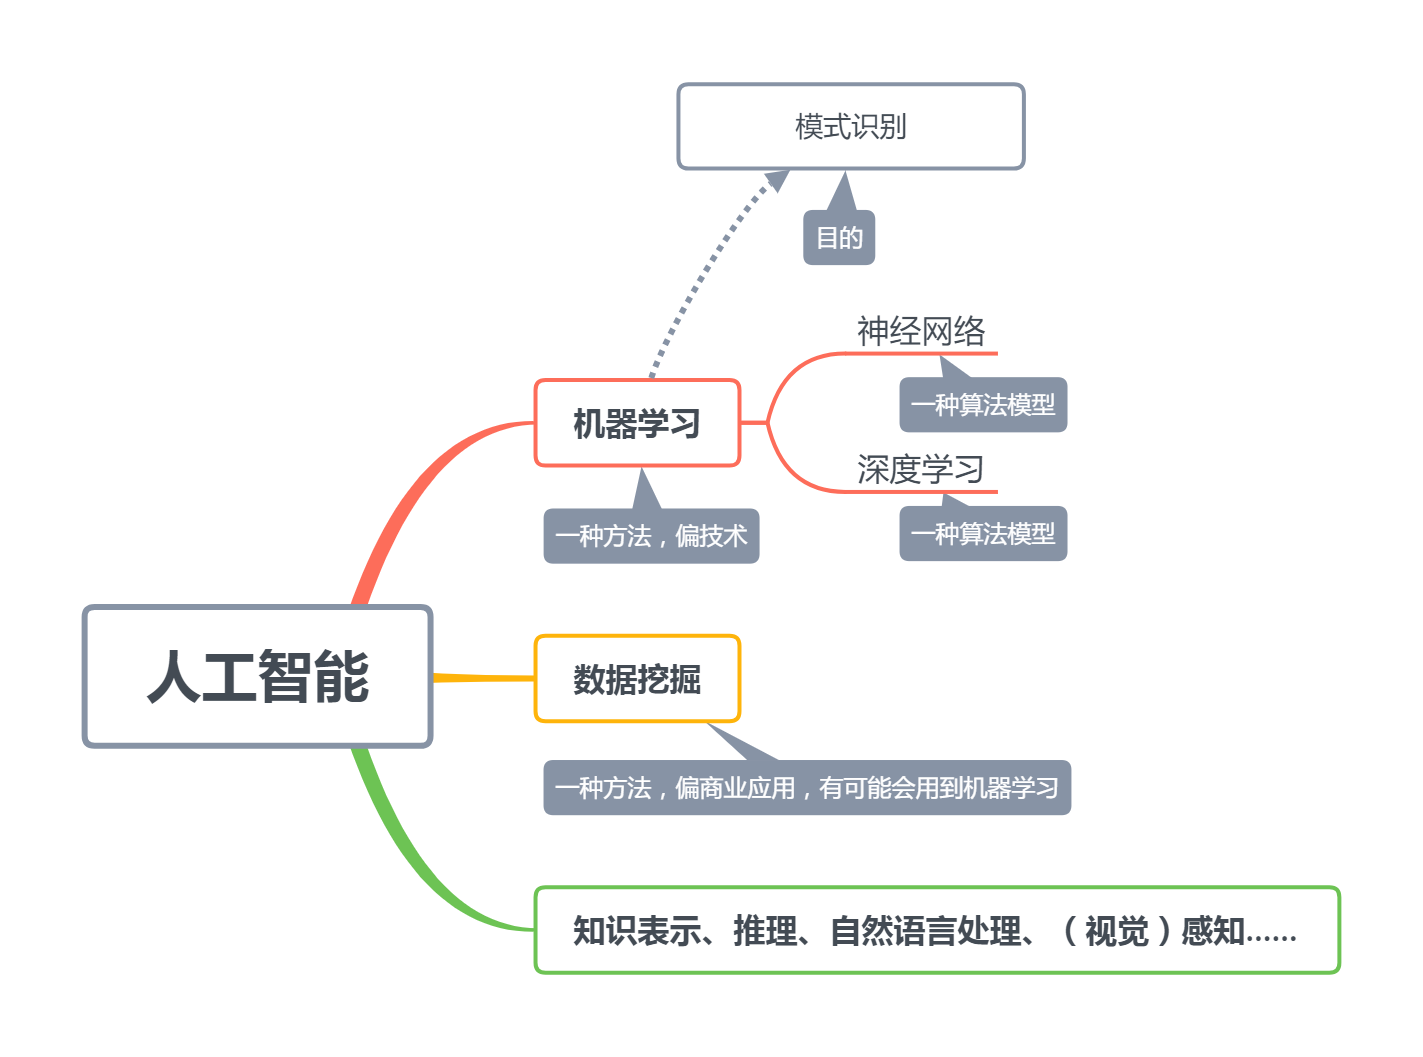 模式识别
目的
神经网络
一种算法模型
机器学习
深度学习
一种算法模型
一种方法，偏技术
人工智能
数据挖掘
一种方法，偏商业应用，有可能会用到机器学习
知识表示、推理、自然语言处理、（视觉）感知......